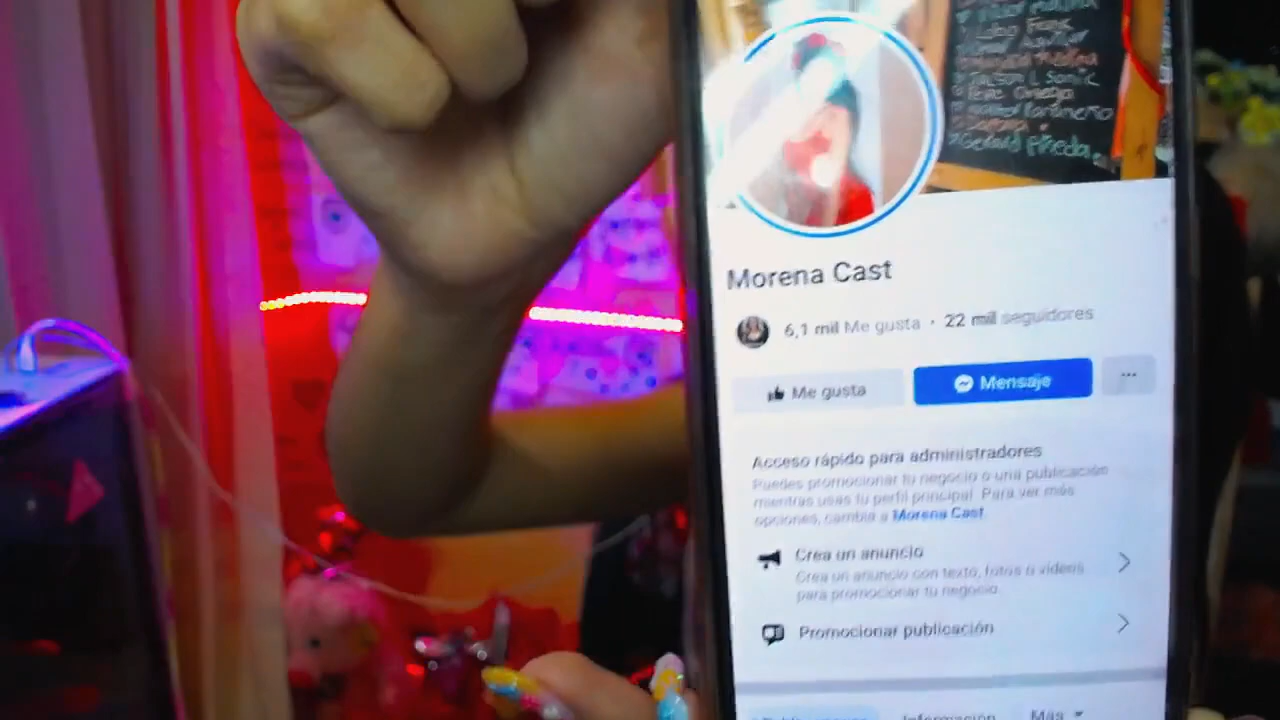 Gerard Piñeda
Morena Cast
6,1 mil Me gusta · 22 mil seguidores
Me gusta
Mensaje
Acceso rápido para administradores
Puedes promocionar tu negocio o una publicación
mientras usas tu perfil principal. Para ver más
opciones, cambia a Morena Cast
Crea un anuncio
Crea un anuncio con texto, fotos o videos
para promocionar tu negocio.
Promocionar publicación
Información
Más